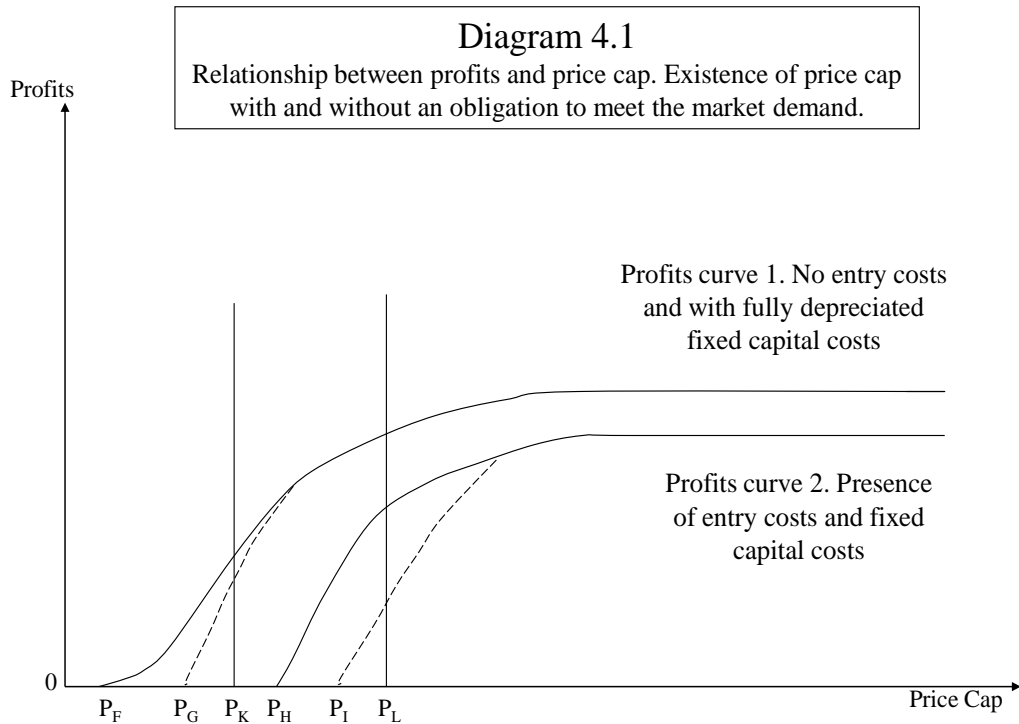 Diagram 4.1
Relationship between profits and price cap. Existence of price cap
with and without an obligation to meet the market demand.
Profits
Profits curve 1. No entry costs
and with fully depreciated
fixed capital costs
Profits curve 2. Presence
of entry costs and fixed
capital costs
0
P_F P_G P_K P_H P_I P_L Price Cap